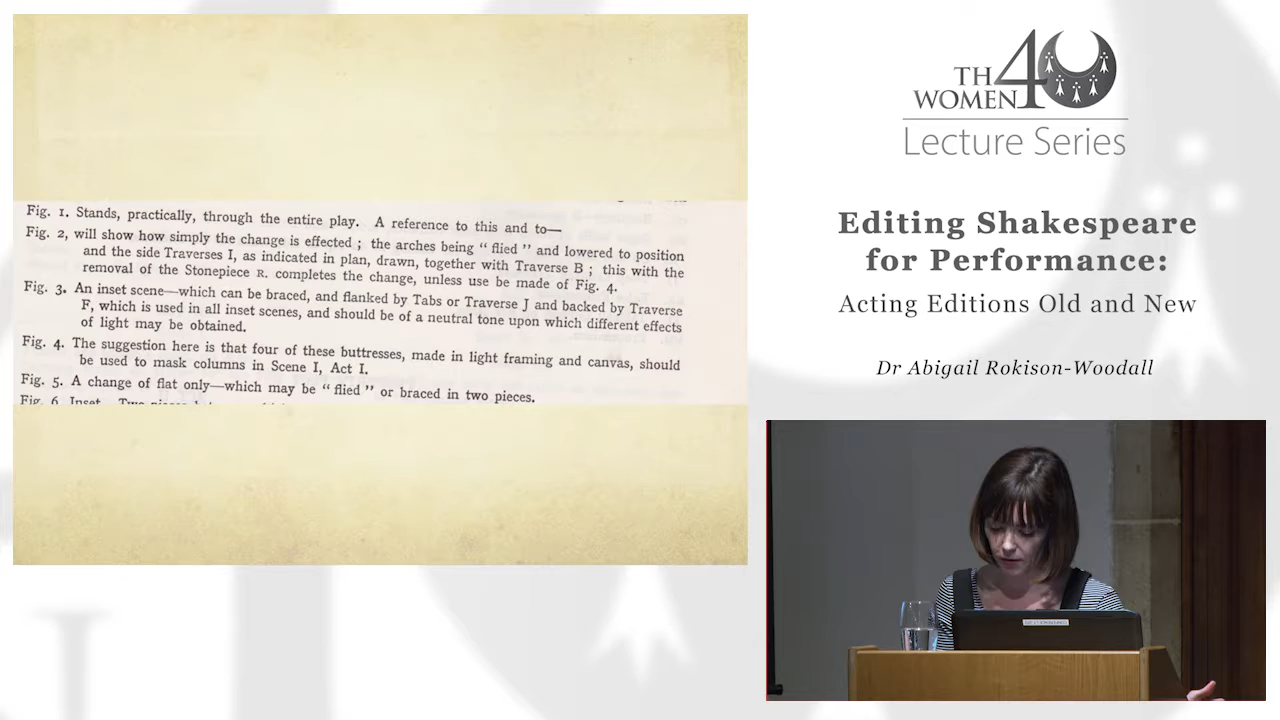 Fig. 1. Stands, practically, through the entire play. A reference to this and to—
Fig. 2, will show how simply the change is effected ; the arches being “ flied ” and lowered to position
and the side Traverses I, as indicated in plan, drawn, together with Traverse B ; this with the
removal of the Stonepiece R. completes the change, unless use be made of Fig. 4.
Fig. 3. An inset scene—which can be braced, and flanked by Tabs or Traverse J and backed by Traverse
F, which is used in all inset scenes, and should be of a neutral tone upon which different effects
of light may be obtained.
Fig. 4. The suggestion here is that four of these buttresses, made in light framing and canvas, should
be used to mask columns in Scene I, Act I.
Fig. 5. A change of flat only—which may be “ flied ” or braced in two pieces.
Fig. 6 Inset. Two
TH
WOMEN40
Lecture Series
Editing Shakespeare
for Performance:
Acting Editions Old and New
Dr Abigail Rokison-Woodall